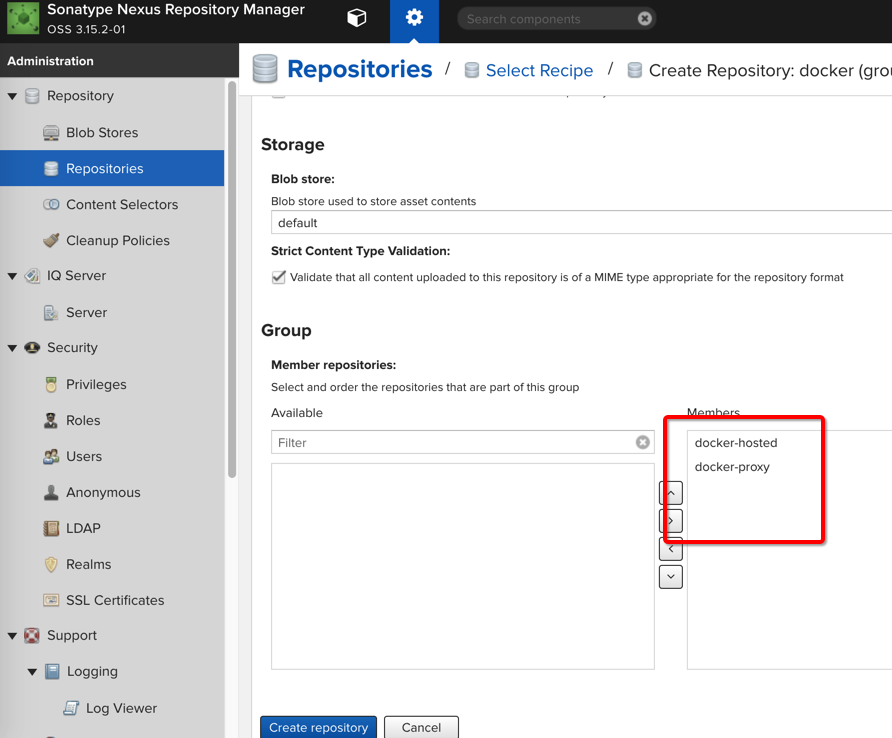 Sonatype Nexus Repository Manager
OSS 3.15.2-01
Search components
Administration
Repositories / Select Recipe / Create Repository: docker (grou
Repository
Blob Stores
Repositories
Content Selectors
Cleanup Policies
IQ Server
Server
Security
Privileges
Roles
Users
Anonymous
LDAP
Realms
SSL Certificates
Support
Logging
Log Viewer
Storage
Blob store:
Blob store used to store asset contents
default
Strict Content Type Validation:
Validate that all content uploaded to this repository is of a MIME type appropriate for the repository format
Group
Member repositories:
Select and order the repositories that are part of this group
Available
Members
Filter
docker-hosted
docker-proxy
Create repository
Cancel